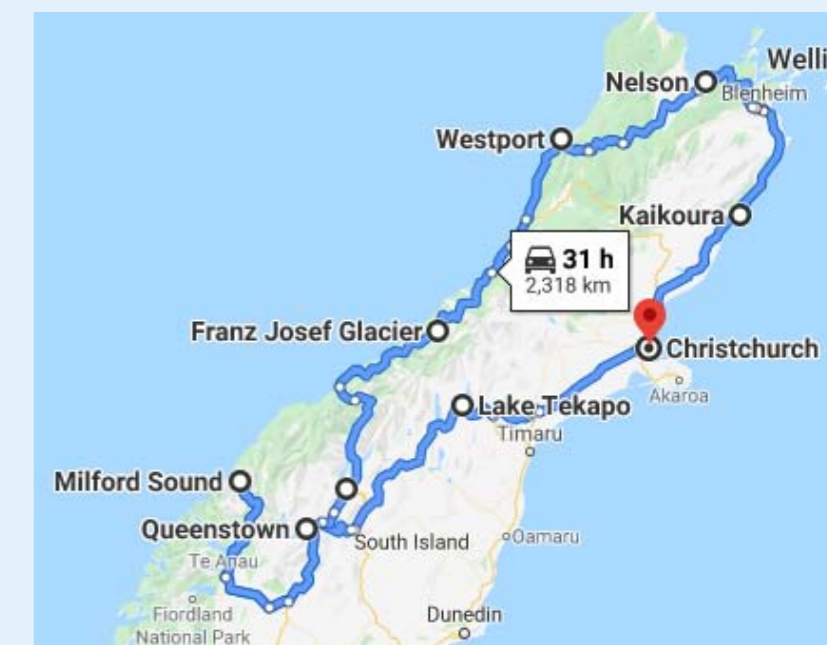 Welli
Nelson
Blenheim
Westport
Kaikoura
31 h
2,318 km
Franz Josef Glacier
Christchurch
Akaroa
Lake Tekapo
Timaru
Milford Sound
Queenstown
South Island
Oamaru
Te Anau
Fiordland
National Park
Dunedin